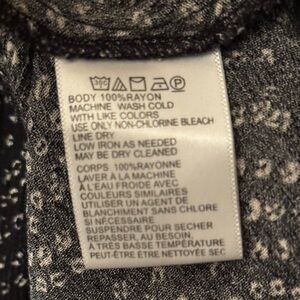 BODY 100%RAYON
MACHINE WASH COLD
WITH LIKE COLORS
USE ONLY NON-CHLORINE BLEACH
LINE DRY
LOW IRON AS NEEDED
MAY BE DRY CLEANED
CORPS: 100%RAYONNE
LAVER À LA MACHINE
À L'EAU FROIDE AVEC
COULEURS SIMILAIRES
UTILISER UN AGENT DE
BLANCHIMENT SANS CHLORE
SI NÉCESSAIRE
SUSPENDRE POUR SECHER
REPASSER, AU BESOIN,
À TRÈS BASSE TEMPÉRATURE
PEUT-ÊTRE ÊTRE NETTOYÉE SEC